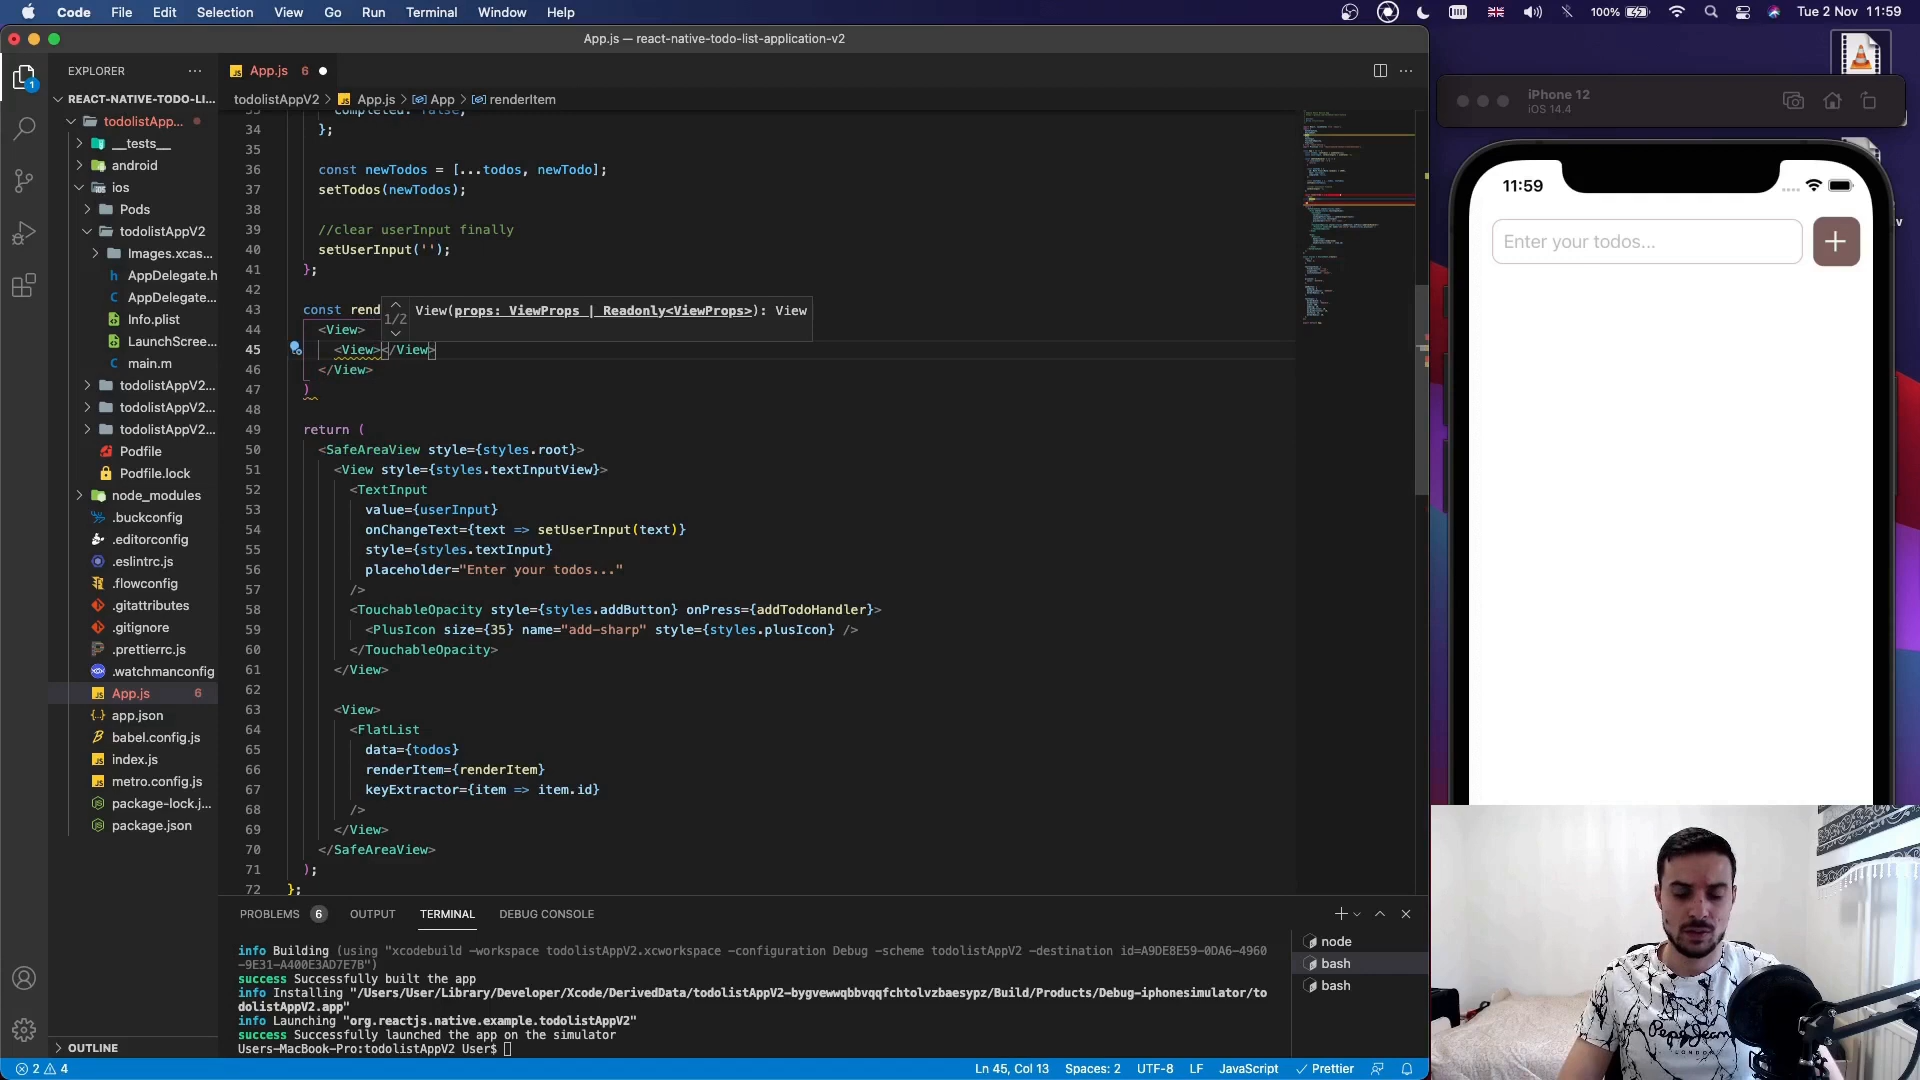 Code File Edit Selection View Go Run Terminal Window Help
100% Tue 2 Nov 11:59
App.js — react-native-todo-list-application-v2
EXPLORER
REACT-NATIVE-TODO-LI...
todolistApp...
__tests__
android
ios
Pods
todolistAppV2
Images.xcas...
AppDelegate.h
AppDelegate...
Info.plist
LaunchScree...
main.m
todolistAppV2...
todolistAppV2...
todolistAppV2...
Podfile
Podfile.lock
node_modules
.buckconfig
.editorconfig
.eslintrc.js
.flowconfig
.gitattributes
.gitignore
.prettierrc.js
.watchmanconfig
App.js 6
app.json
babel.config.js
index.js
metro.config.js
package-lock.j...
package.json
OUTLINE
1
JS App.js 6
todolistAppV2 > JS App.js > App > renderItem
33 completed: false,
34 };
35
36 const newTodos = [...todos, newTodo];
37 setTodos(newTodos);
38
39 //clear userInput finally
40 setUserInput('');
41 };
42
43 const rend
1/2 View(props: ViewProps | Readonly<ViewProps>): View
44 <View>
45 <View></View>
46 </View>
47 )
48
49 return (
50 <SafeAreaView style={styles.root}>
51 <View style={styles.textInputView}>
52 <TextInput
53 value={userInput}
54 onChangeText={text => setUserInput(text)}
55 style={styles.textInput}
56 placeholder="Enter your todos..."
57 />
58 <TouchableOpacity style={styles.addButton} onPress={addTodoHandler}>
59 <PlusIcon size={35} name="add-sharp" style={styles.plusIcon} />
60 </TouchableOpacity>
61 </View>
62
63 <View>
64 <FlatList
65 data={todos}
66 renderItem={renderItem}
67 keyExtractor={item => item.id}
68 />
69 </View>
70 </SafeAreaView>
71 );
72 };
PROBLEMS 6 OUTPUT TERMINAL DEBUG CONSOLE
info Building (using "xcodebuild -workspace todolistAppV2.xcworkspace -configuration Debug -scheme todolistAppV2 -destination id=A9DE8E59-0DA6-4960
-9E31-A400E3AD7E7B")
success Successfully built the app
info Installing "/Users/User/Library/Developer/Xcode/DerivedData/todolistAppV2-bygvewwqbbvqqfchtolvzbaesypz/Build/Products/Debug-iphonesimulator/to
dolistAppV2.app"
info Launching "org.reactjs.native.example.todolistAppV2"
success Successfully launched the app on the simulator
Users-MacBook-Pro:todolistAppV2 User$
node
bash
bash
2 4
Ln 45, Col 13 Spaces: 2 UTF-8 LF JavaScript Prettier
iPhone 12
iOS 14.4
11:59
Enter your todos...
v
Pepe Jeans
LONDON